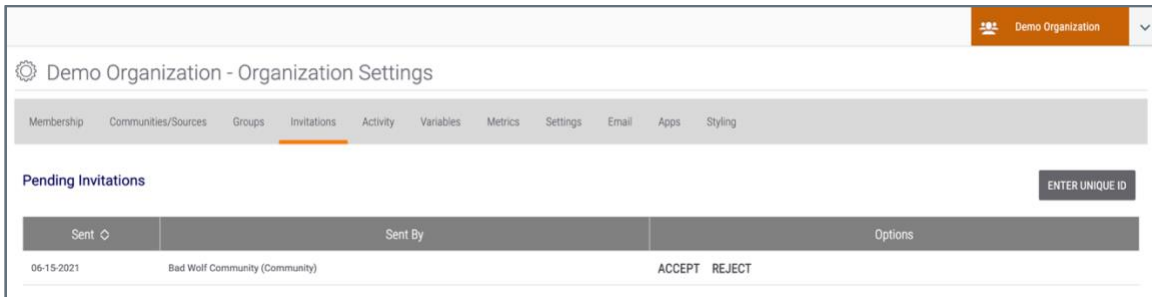 Demo Organization
Demo Organization - Organization Settings
Membership Communities/Sources Groups Invitations Activity Variables Metrics Settings Email Apps Styling
Pending Invitations
ENTER UNIQUE ID
Sent Sent By Options
06-15-2021 Bad Wolf Community (Community) ACCEPT REJECT